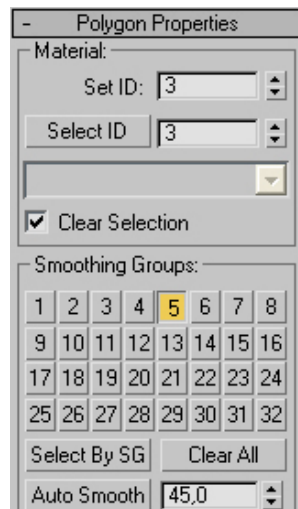 - Polygon Properties
Material:
Set ID: 3
Select ID 3
Clear Selection
Smoothing Groups:
1 2 3 4 5 6 7 8
9 10 11 12 13 14 15 16
17 18 19 20 21 22 23 24
25 26 27 28 29 30 31 32
Select By SG Clear All
Auto Smooth 45,0